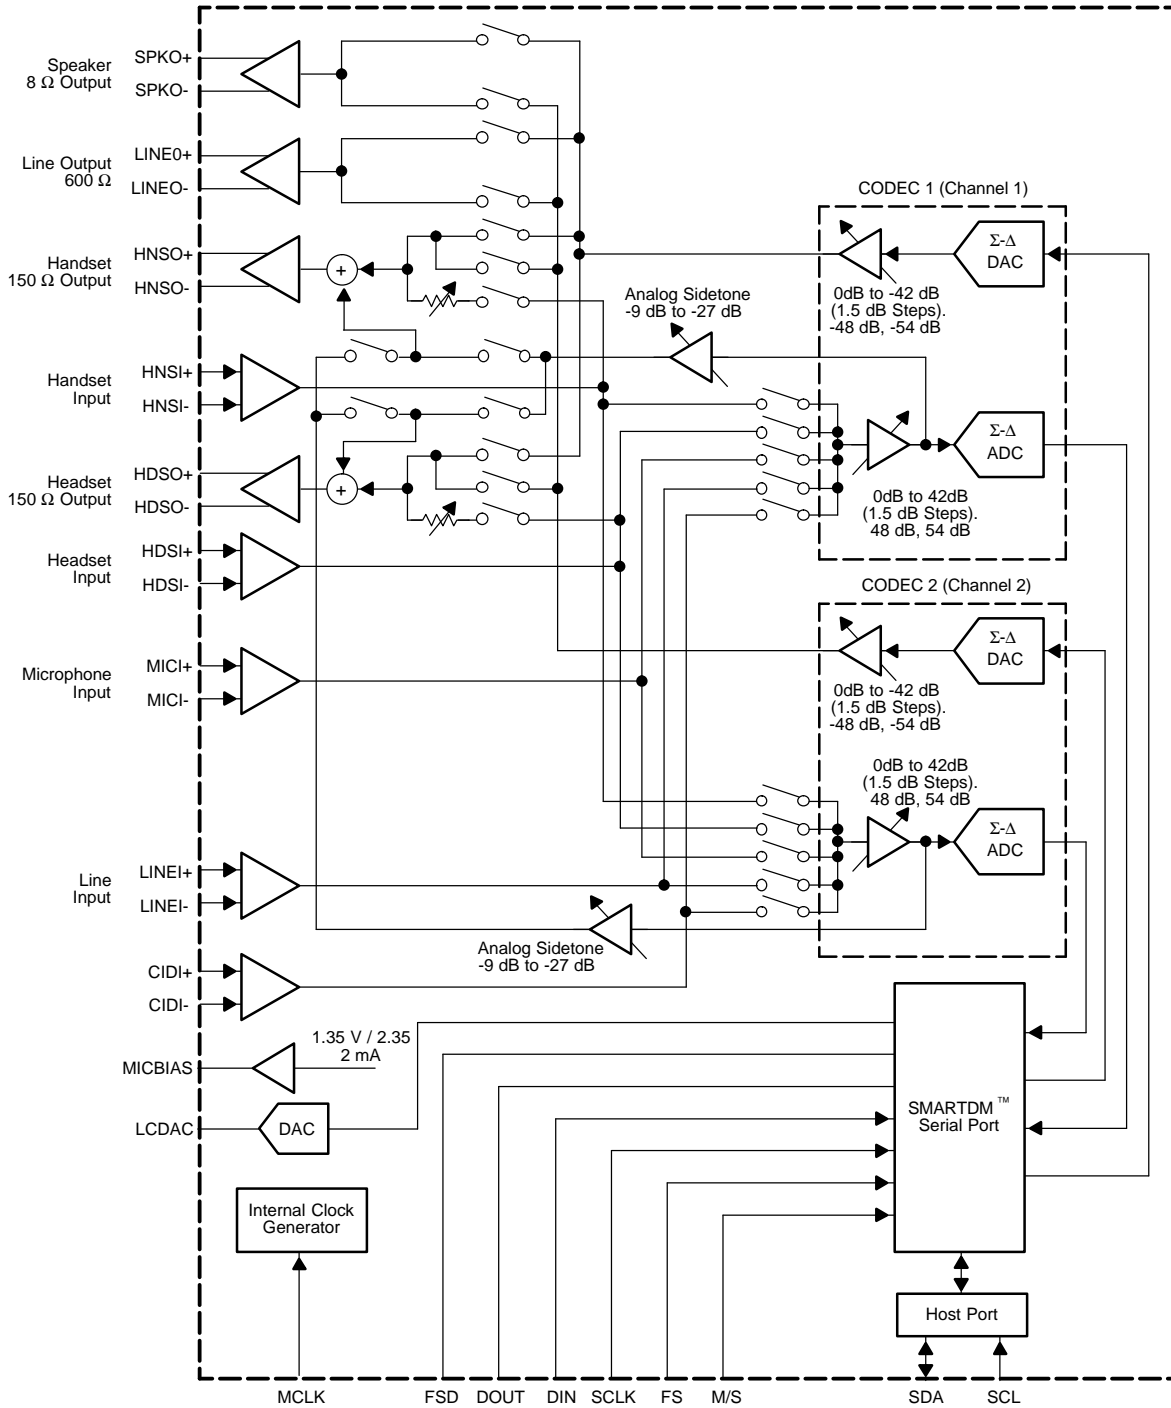 Speaker
8 Ω Output
SPKO+
SPKO-
Line Output
600 Ω
LINE0+
LINEO-
CODEC 1 (Channel 1)
Handset
150 Ω Output
HNSO+
HNSO-
+
Σ-Δ
DAC
0dB to -42 dB
(1.5 dB Steps).
-48 dB, -54 dB
Analog Sidetone
-9 dB to -27 dB
Handset
Input
HNSI+
HNSI-
Σ-Δ
ADC
0dB to 42dB
(1.5 dB Steps).
48 dB, 54 dB
Headset
150 Ω Output
HDSO+
HDSO-
+
Headset
Input
HDSI+
HDSI-
CODEC 2 (Channel 2)
Σ-Δ
DAC
0dB to -42 dB
(1.5 dB Steps).
-48 dB, -54 dB
Microphone
Input
MICI+
MICI-
0dB to 42dB
(1.5 dB Steps).
48 dB, 54 dB
Σ-Δ
ADC
Line
Input
LINEI+
LINEI-
Analog Sidetone
-9 dB to -27 dB
CIDI+
CIDI-
1.35 V / 2.35
2 mA
MICBIAS
LCDAC
DAC
SMARTDM™
Serial Port
Internal Clock
Generator
Host Port
MCLK
FSD
DOUT
DIN
SCLK
FS
M/S
SDA
SCL